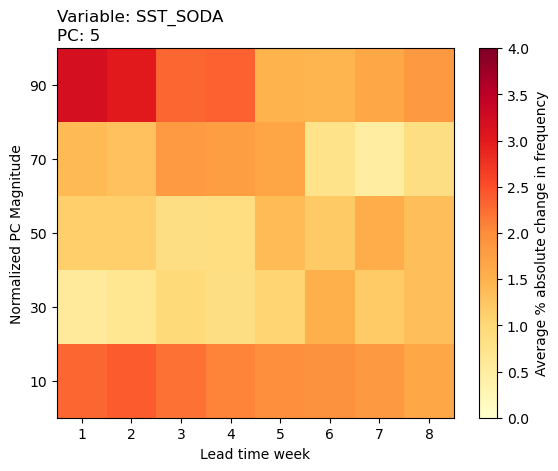 Variable: SST_SODA
PC: 5
Normalized PC Magnitude
90
70
50
30
10
1 2 3 4 5 6 7 8
Lead time week
4.0
3.5
3.0
2.5
2.0
1.5
1.0
0.5
0.0
Average % absolute change in frequency